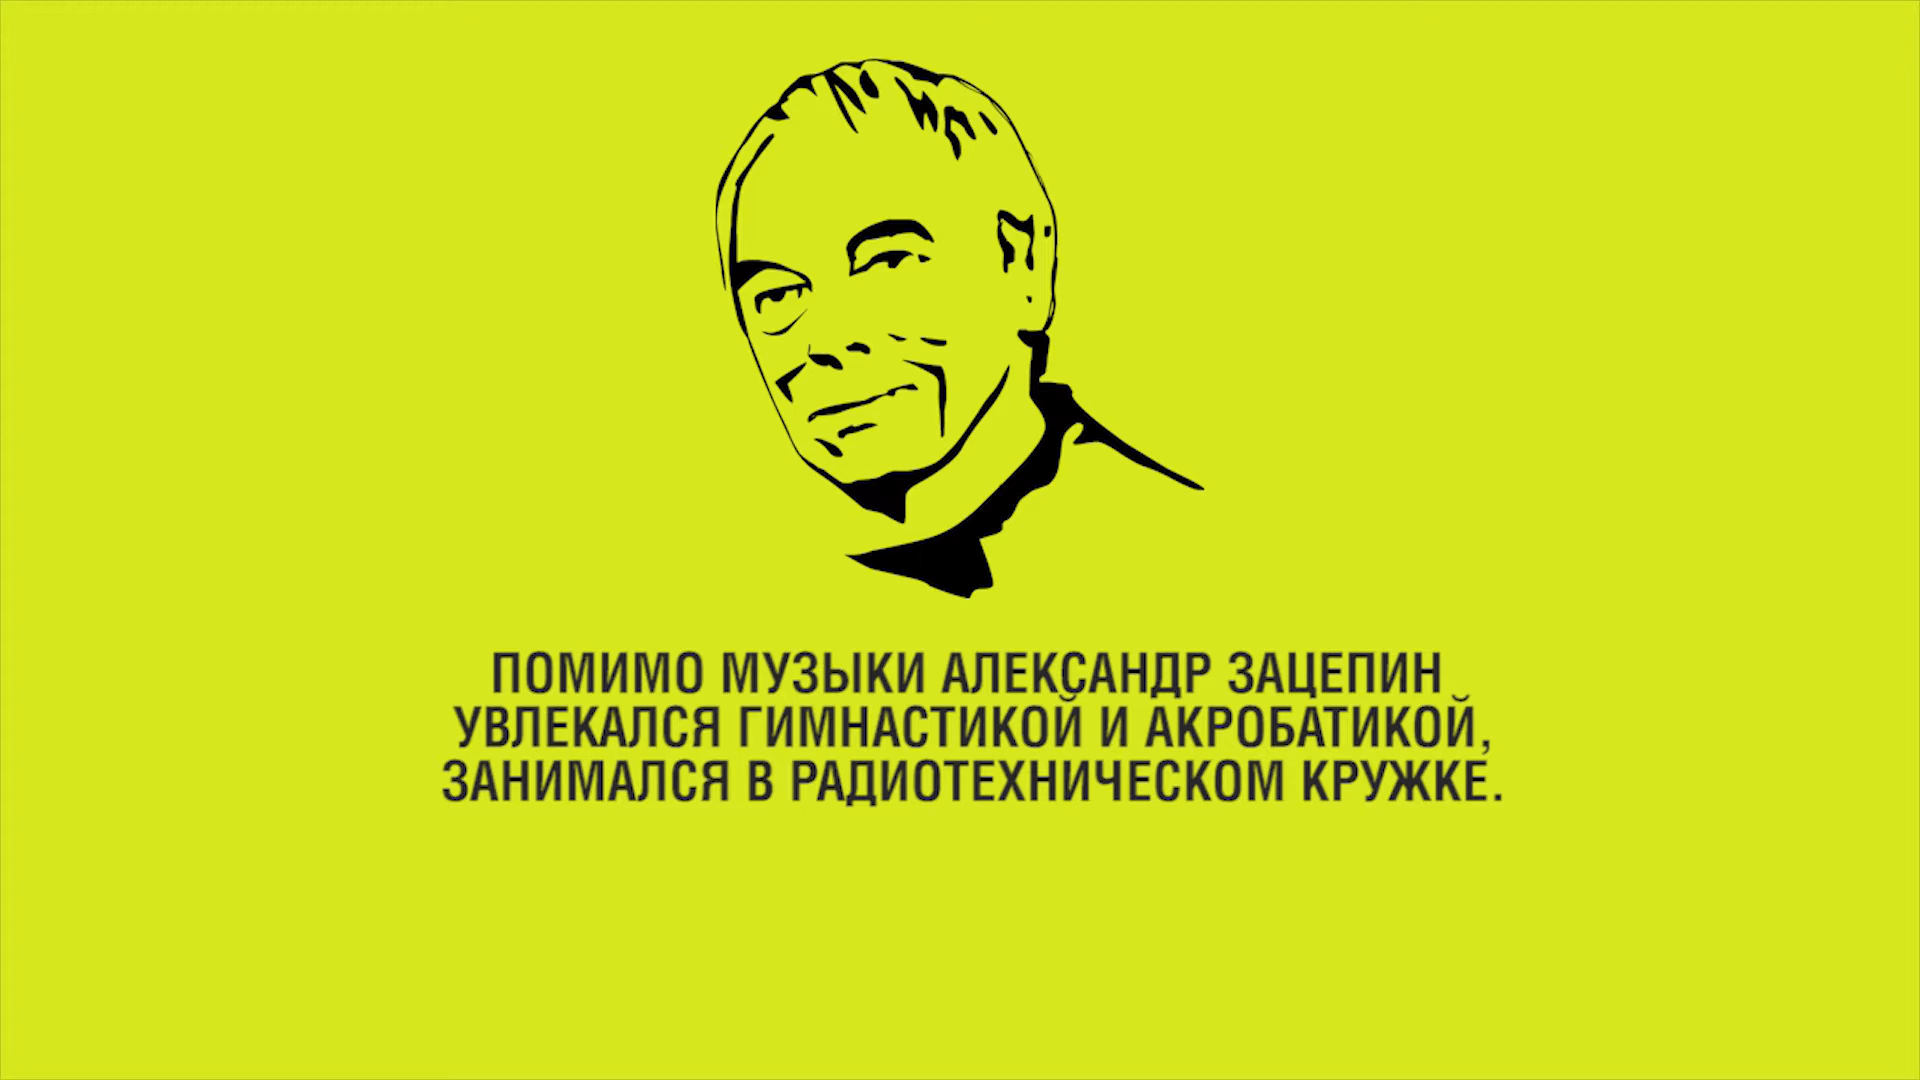 ПОМИМО МУЗЫКИ АЛЕКСАНДР ЗАЦЕПИН
УВЛЕКАЛСЯ ГИМНАСТИКОЙ И АКРОБАТИКОЙ,
ЗАНИМАЛСЯ В РАДИОТЕХНИЧЕСКОМ КРУЖКЕ.